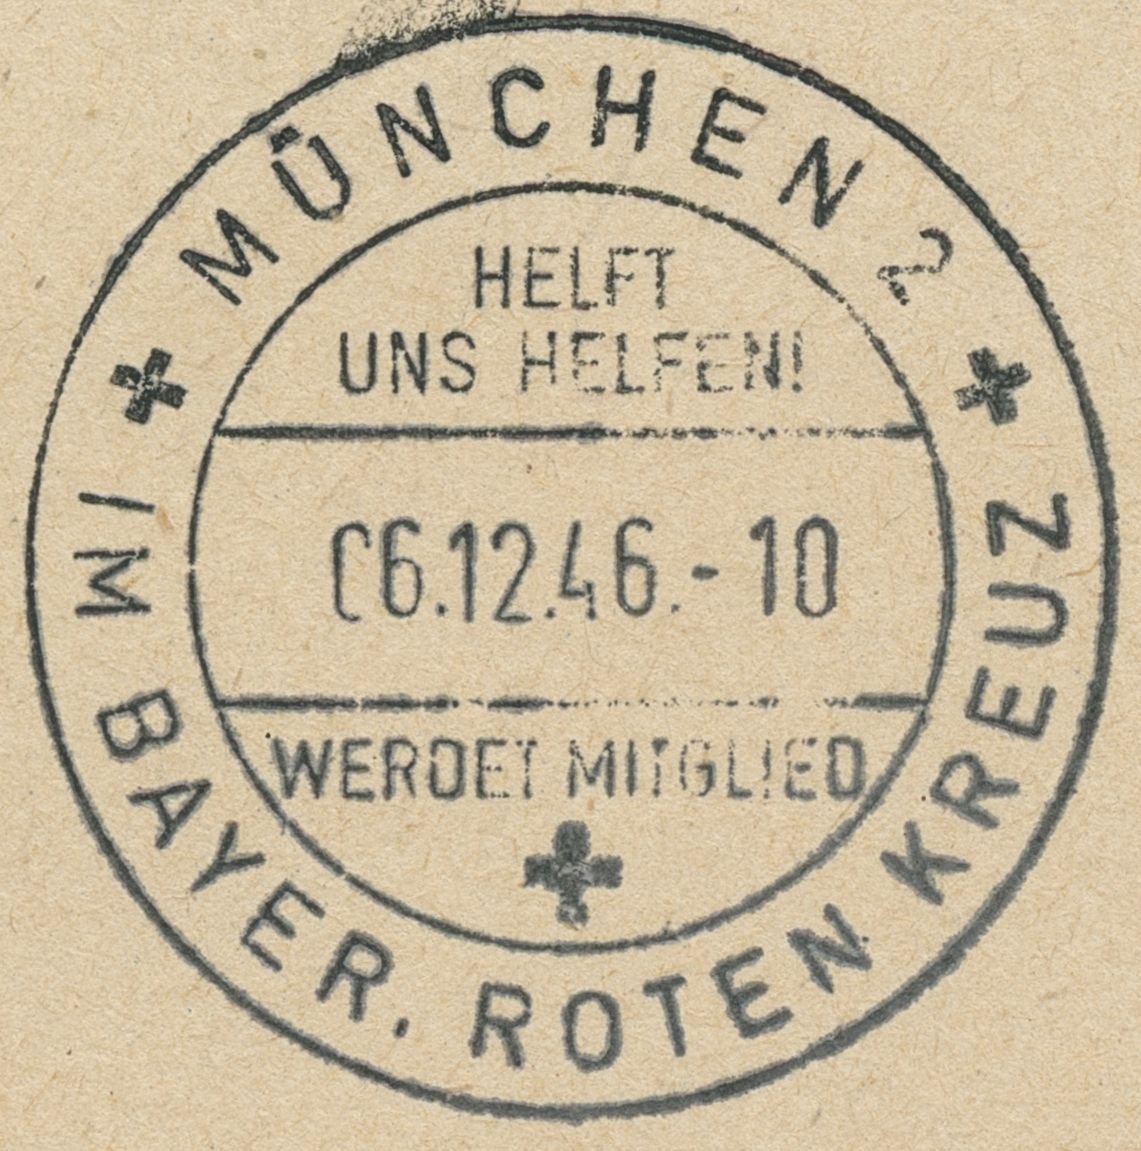 MÜNCHEN 2
HELFT
UNS HELFEN!
06.12.46.-10
WERDET MITGLIED
IM BAYER. ROTEN KREUZ